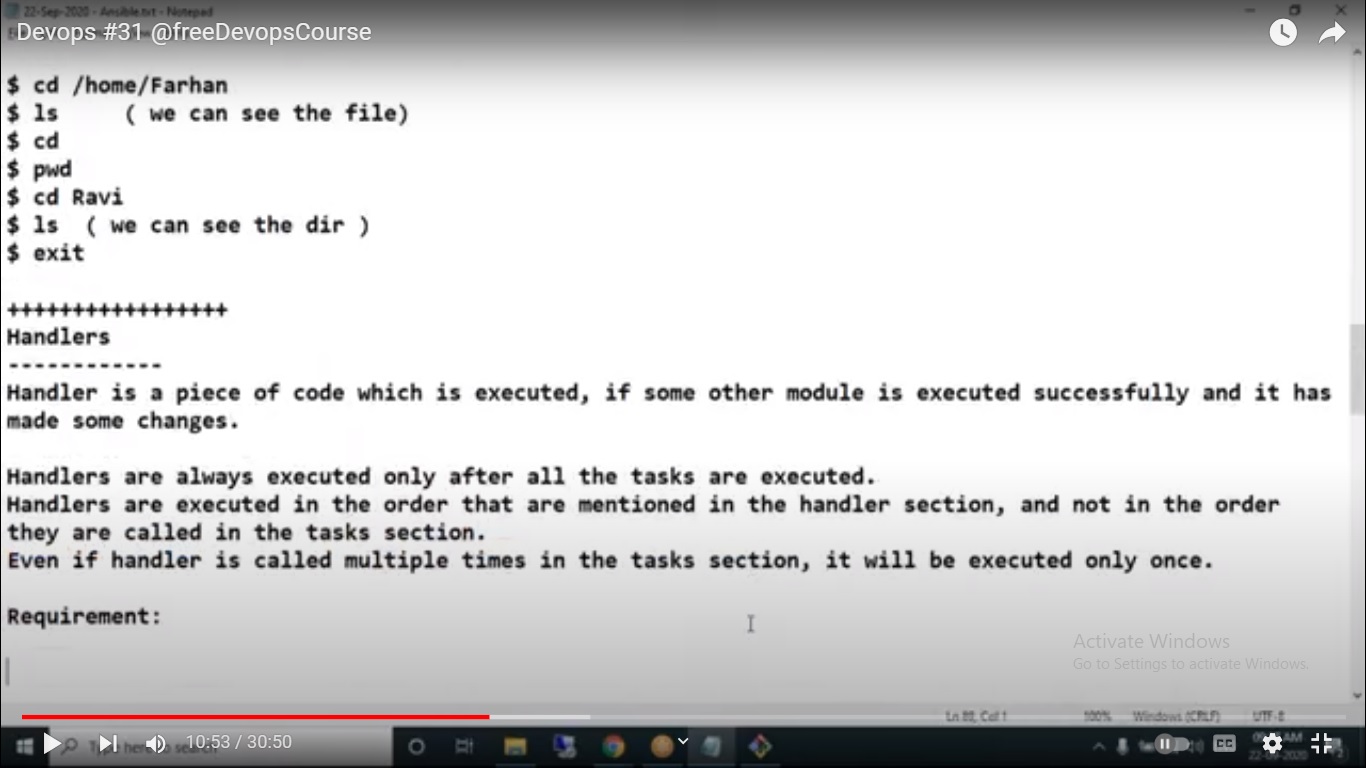 22-Sep-2020 - Ansible.txt - Notepad
Devops #31 @freeDevopsCourse
$ cd /home/Farhan
$ ls ( we can see the file)
$ cd
$ pwd
$ cd Ravi
$ ls ( we can see the dir )
$ exit
+++++++++++++++++
Handlers
------------
Handler is a piece of code which is executed, if some other module is executed successfully and it has
made some changes.
Handlers are always executed only after all the tasks are executed.
Handlers are executed in the order that are mentioned in the handler section, and not in the order
they are called in the tasks section.
Even if handler is called multiple times in the tasks section, it will be executed only once.
Requirement:
Activate Windows
Go to Settings to activate Windows.
Ln 89, Col 1 100% Windows (CRLF) UTF-8
10:53 / 30:50
CC
22-09-2020